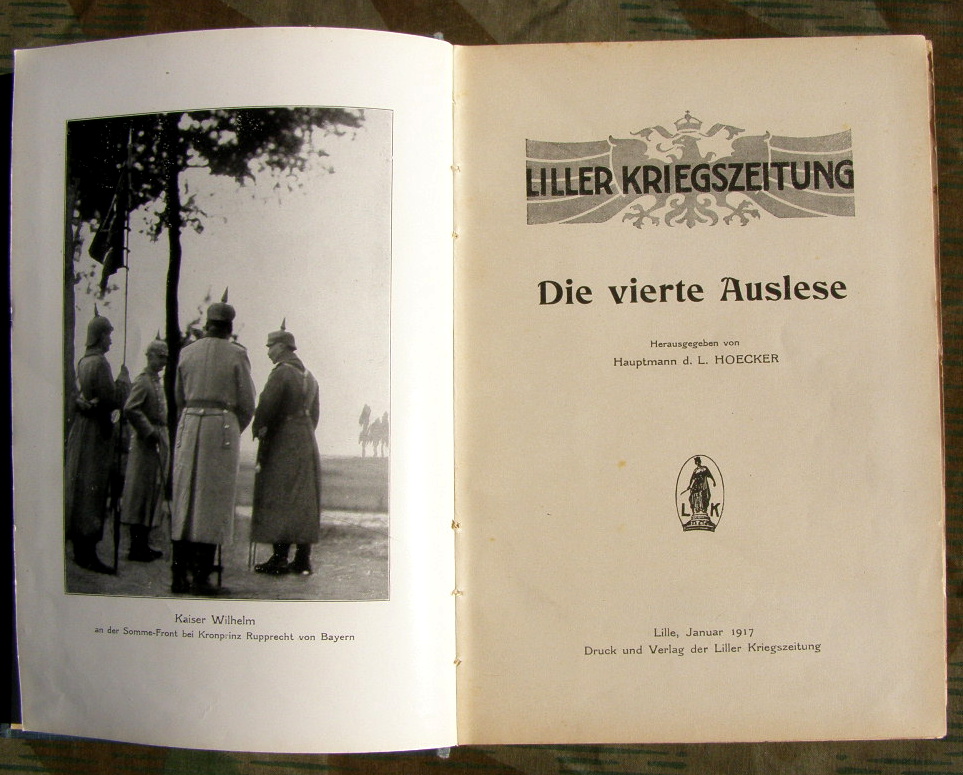 Kaiser Wilhelm
an der Somme-Front bei Kronprinz Rupprecht von Bayern
LILLER KRIEGSZEITUNG
Die vierte Auslese
Herausgegeben von
Hauptmann d. L. HOECKER
L K
Lille, Januar 1917
Druck und Verlag der Liller Kriegszeitung